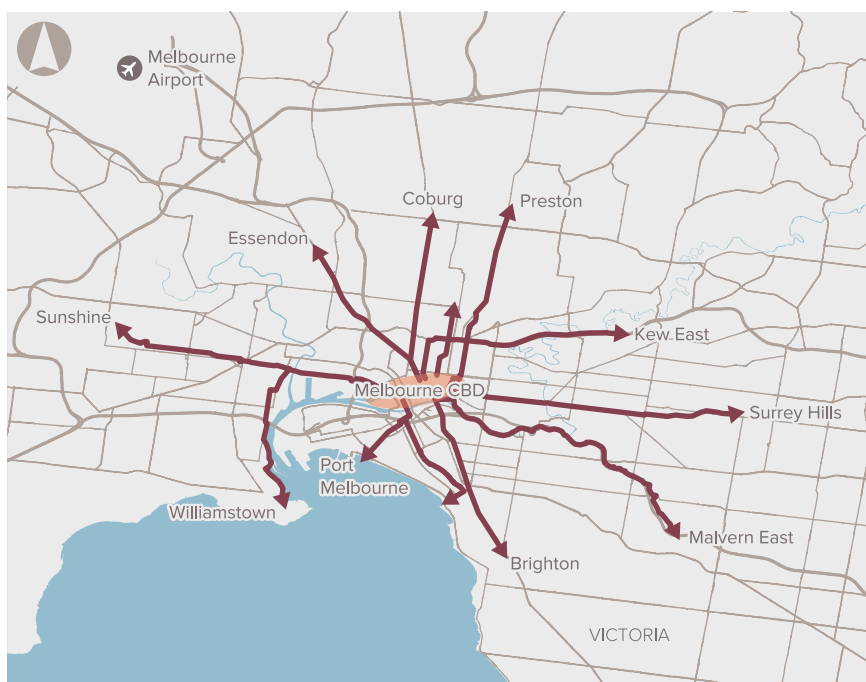 Melbourne
Airport
Coburg
Preston
Essendon
Sunshine
Kew East
Melbourne CBD
Surrey Hills
Port
Melbourne
Williamstown
Malvern East
Brighton
VICTORIA